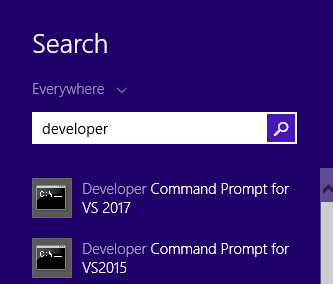 Search
Everywhere
developer
Developer Command Prompt for
VS 2017
Developer Command Prompt for
VS2015